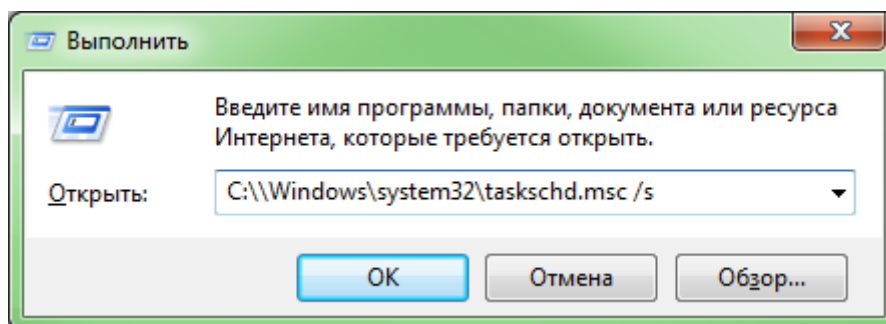 Выполнить
Введите имя программы, папки, документа или ресурса
Интернета, которые требуется открыть.
Открыть: C:\\Windows\system32\taskschd.msc /s
ОК Отмена Обзор...